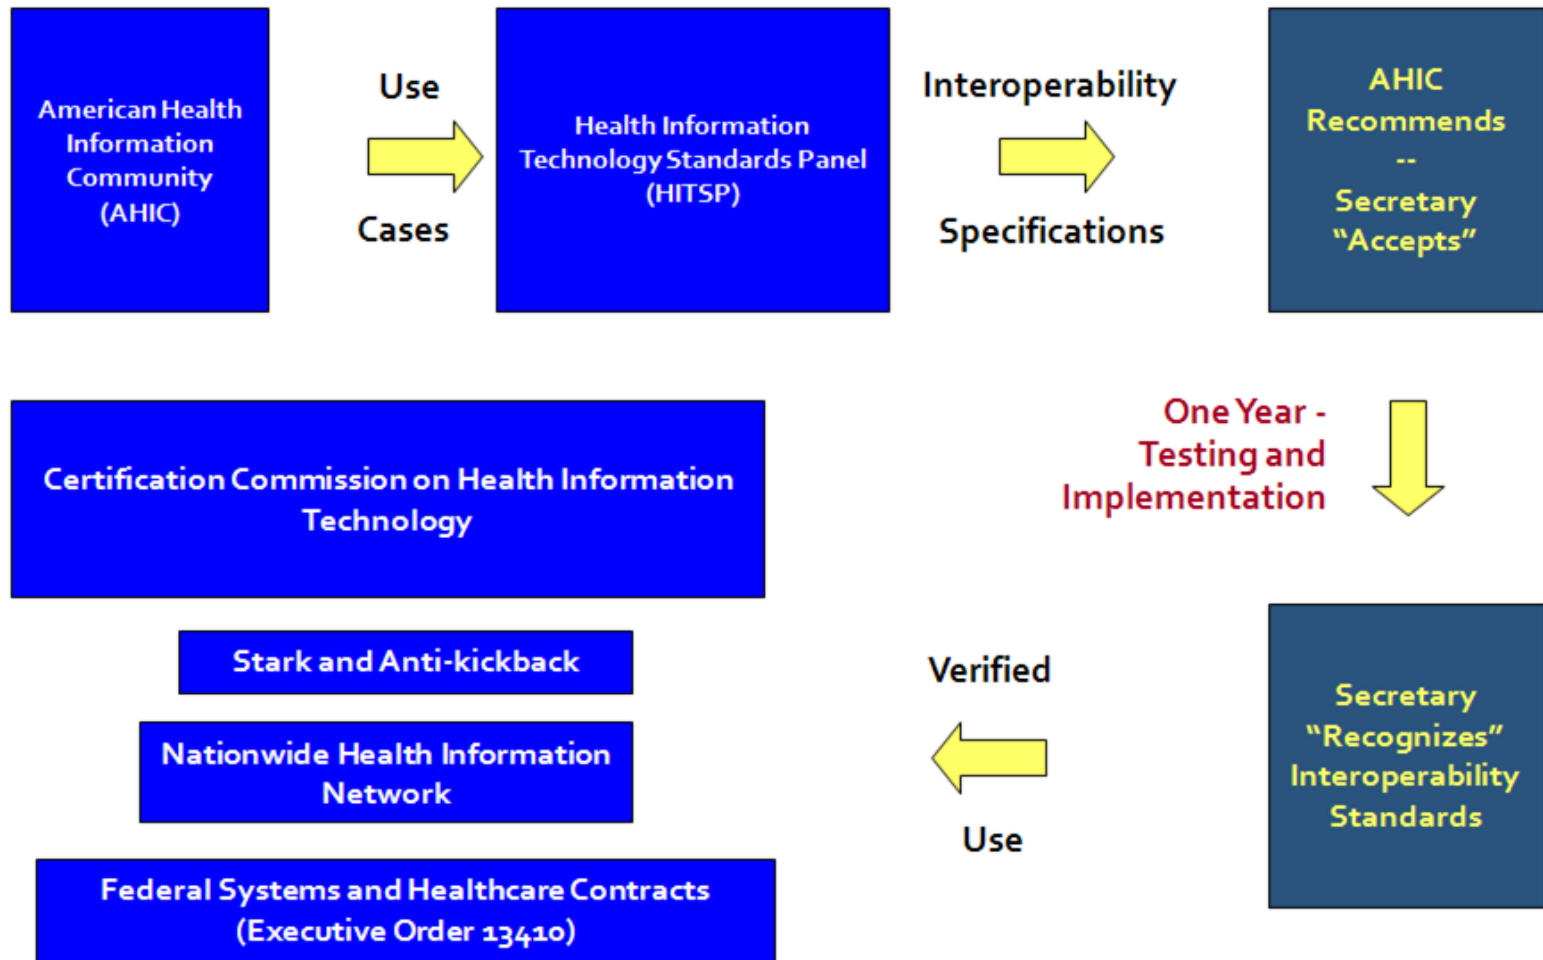 American Health
Information
Community
(AHIC)
Use
Cases
Health Information
Technology Standards Panel
(HITSP)
Interoperability
Specifications
AHIC
Recommends
--
Secretary
“Accepts”
One Year -
Testing and
Implementation
Secretary
“Recognizes”
Interoperability
Standards
Verified
Use
Certification Commission on Health Information
Technology
Stark and Anti-kickback
Nationwide Health Information
Network
Federal Systems and Healthcare Contracts
(Executive Order 13410)